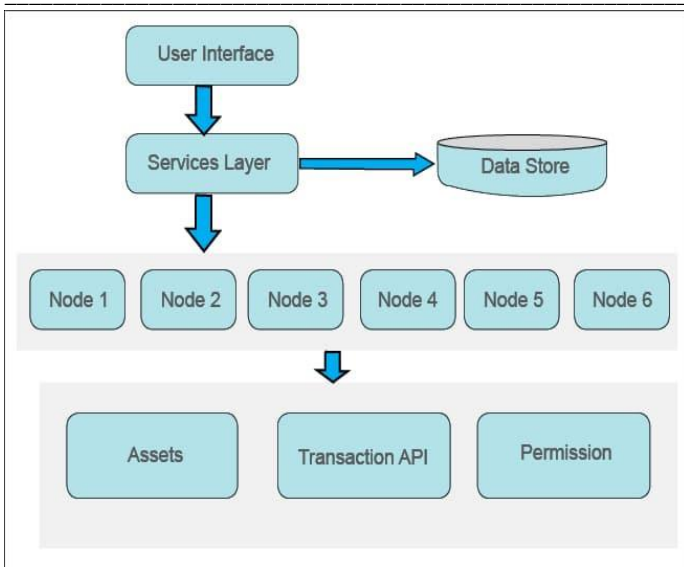 User Interface
Services Layer
Data Store
Node 1
Node 2
Node 3
Node 4
Node 5
Node 6
Assets
Transaction API
Permission